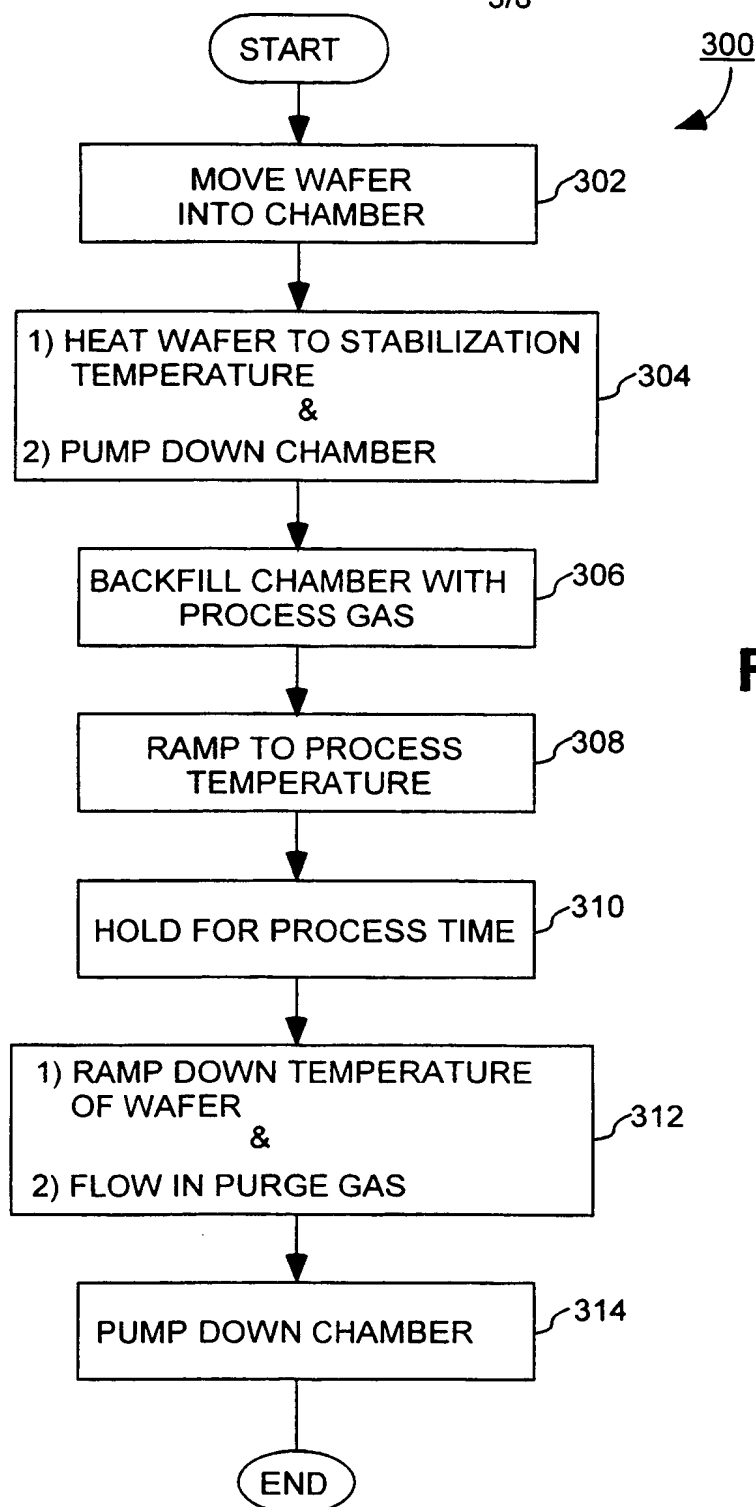 START
300
MOVE WAFER
INTO CHAMBER
302
1) HEAT WAFER TO STABILIZATION
TEMPERATURE
&
2) PUMP DOWN CHAMBER
304
BACKFILL CHAMBER WITH
PROCESS GAS
306
RAMP TO PROCESS
TEMPERATURE
308
HOLD FOR PROCESS TIME
310
1) RAMP DOWN TEMPERATURE
OF WAFER
&
2) FLOW IN PURGE GAS
312
PUMP DOWN CHAMBER
314
END